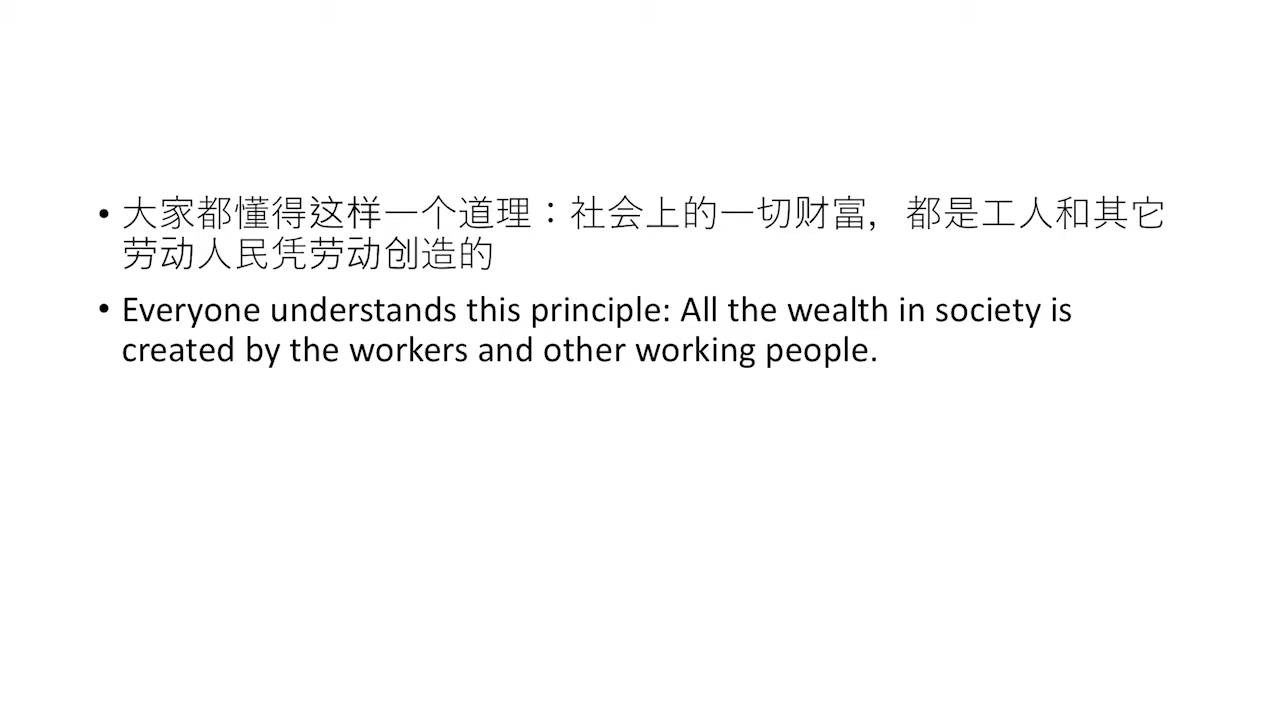 • 大家都懂得这样一个道理：社会上的一切财富，都是工人和其它
劳动人民凭劳动创造的
• Everyone understands this principle: All the wealth in society is
created by the workers and other working people.